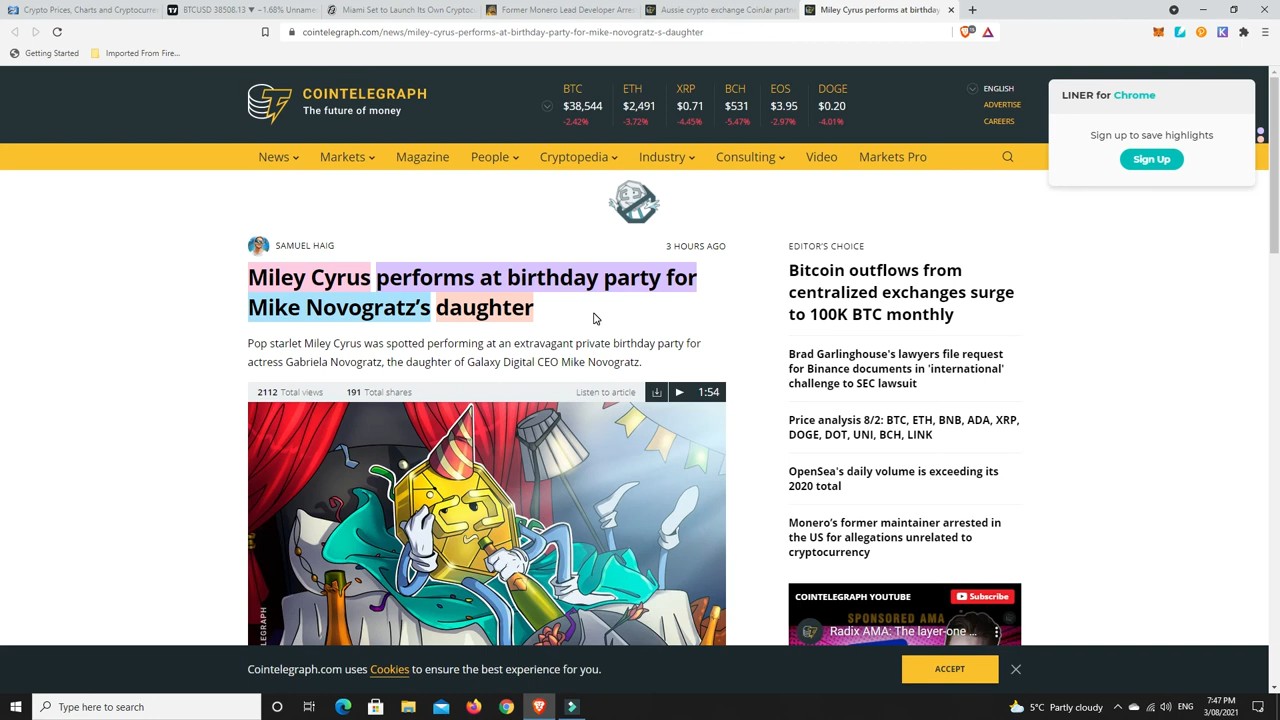 Crypto Prices, Charts and Cryptocurr
BTCUSD 38508.13 ▼ −1.68% Unname
Miami Set to Launch Its Own Cryptoc
Former Monero Lead Developer Arre
Aussie crypto exchange CoinJar partn
Miley Cyrus performs at birthday
cointelegraph.com/news/miley-cyrus-performs-at-birthday-party-for-mike-novogratz-s-daughter
Getting Started
Imported From Fire...
COINTELEGRAPH
The future of money
BTC ETH XRP BCH EOS DOGE
$38,544 $2,491 $0.71 $531 $3.95 $0.20
-2.42% -3.72% -4.45% -5.47% -2.97% -4.01%
ENGLISH
ADVERTISE
CAREERS
LINER for Chrome
Sign up to save highlights
Sign Up
News Markets Magazine People Cryptopedia Industry Consulting Video Markets Pro
SAMUEL HAIG
3 HOURS AGO
Miley Cyrus performs at birthday party for
Mike Novogratz's daughter
Pop starlet Miley Cyrus was spotted performing at an extravagant private birthday party for
actress Gabriela Novogratz, the daughter of Galaxy Digital CEO Mike Novogratz.
2112 Total views
191 Total shares
Listen to article
1:54
EDITOR'S CHOICE
Bitcoin outflows from
centralized exchanges surge
to 100K BTC monthly
Brad Garlinghouse's lawyers file request
for Binance documents in 'international'
challenge to SEC lawsuit
Price analysis 8/2: BTC, ETH, BNB, ADA, XRP,
DOGE, DOT, UNI, BCH, LINK
OpenSea's daily volume is exceeding its
2020 total
Monero's former maintainer arrested in
the US for allegations unrelated to
cryptocurrency
COINTELEGRAPH YOUTUBE
Subscribe
SPONSORED AMA
Radix AMA: The layer-one ...
Cointelegraph.com uses Cookies to ensure the best experience for you.
ACCEPT
Type here to search
5°C Partly cloudy
ENG
7:47 PM
3/08/2021